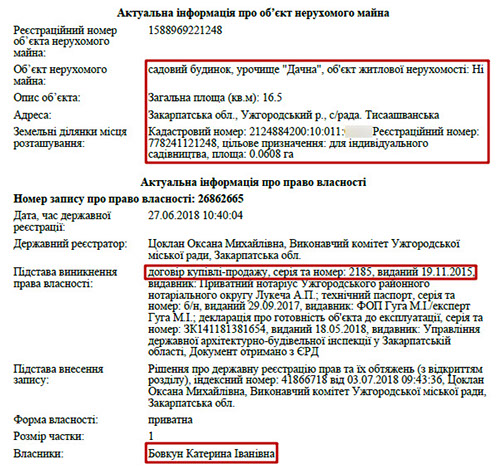 Актуальна інформація про об’єкт нерухомого майна
Реєстраційний номер 1588969221248
об’єкта нерухомого
майна:
Об’єкт нерухомого садовий будинок, урочище "Дачна", об'єкт житлової нерухомості: Ні
майна:
Опис об’єкта: Загальна площа (кв.м): 16.5
Адреса: Закарпатська обл., Ужгородський р., с/рада. Тисаашванська
Земельні ділянки місця Кадастровий номер: 2124884200:10:011: Реєстраційний номер:
розташування: 778241121248, цільове призначення: для індивідуального
садівництва, площа: 0.0608 га
Актуальна інформація про право власності
Номер запису про право власності: 26862665
Дата, час державної 27.06.2018 10:40:04
реєстрації:
Державний реєстратор: Цоклан Оксана Михайлівна, Виконавчий комітет Ужгородської
міської ради, Закарпатська обл.
Підстава виникнення договір купівлі-продажу, серія та номер: 2185, виданий 19.11.2015,
права власності: видавник: Приватний нотаріус Ужгородського районного
нотаріального округу Лукеча А.П.; технічний паспорт, серія та
номер: б/н, виданий 29.09.2017, видавник: ФОП Гуга М.І./експерт
Гуга М.І.; декларація про готовність об'єкта до експлуатації, серія та
номер: ЗК141181381654, виданий 18.05.2018, видавник: Управління
державної архітектурно-будівельної інспекції у Закарпатській
області, Документ отримано з ЄРД
Підстава внесення Рішення про державну реєстрацію прав та їх обтяжень (з відкриттям
запису: розділу), індексний номер: 41866718 від 03.07.2018 09:43:36, Цоклан
Оксана Михайлівна, Виконавчий комітет Ужгородської міської ради,
Закарпатська обл.
Форма власності: приватна
Розмір частки: 1
Власники: Бовкун Катерина Іванівна